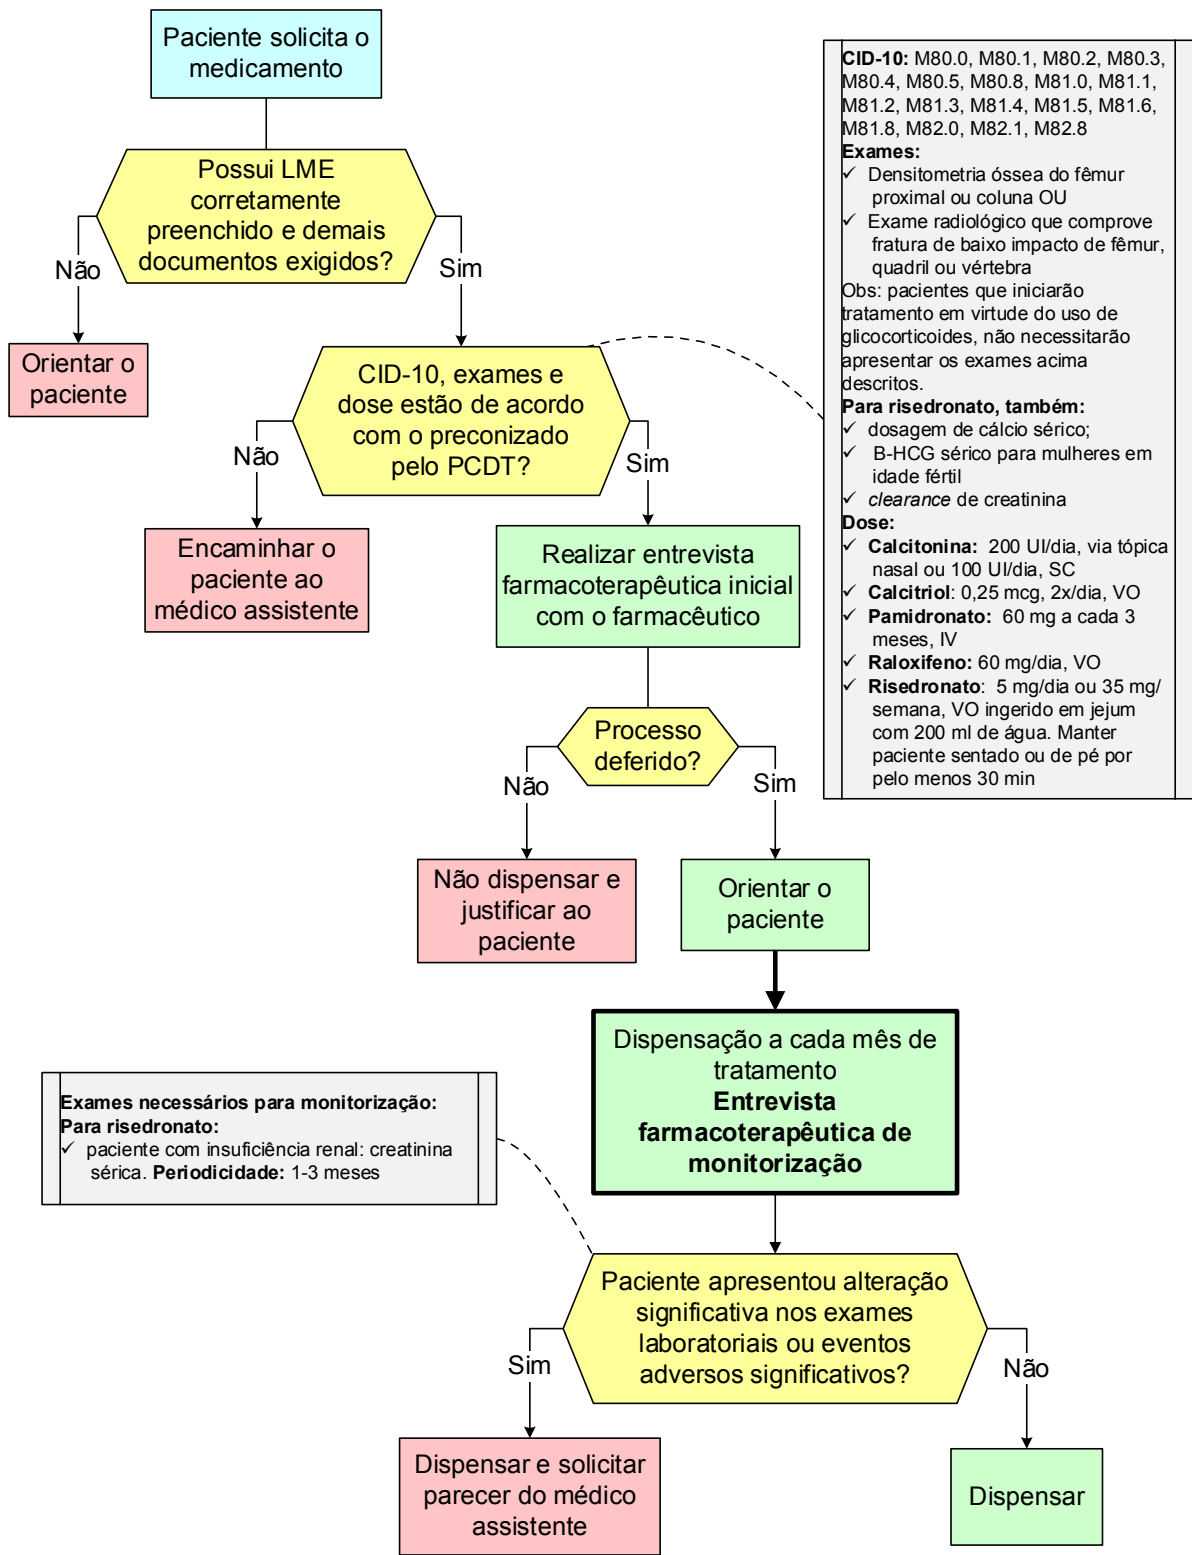 Paciente solicita o
medicamento
Possui LME
corretamente
preenchido e demais
documentos exigidos?
Não
Sim
Orientar o
paciente
CID-10, exames e
dose estão de acordo
com o preconizado
pelo PCDT?
Não
Sim
Encaminhar o
paciente ao
médico assistente
Realizar entrevista
farmacoterapêutica inicial
com o farmacêutico
Processo
deferido?
Não
Sim
Não dispensar e
justificar ao
paciente
Orientar o
paciente
CID-10: M80.0, M80.1, M80.2, M80.3,
M80.4, M80.5, M80.8, M81.0, M81.1,
M81.2, M81.3, M81.4, M81.5, M81.6,
M81.8, M82.0, M82.1, M82.8
Exames:
✓ Densitometria óssea do fêmur
proximal ou coluna OU
✓ Exame radiológico que comprove
fratura de baixo impacto de fêmur,
quadril ou vértebra
Obs: pacientes que iniciarão
tratamento em virtude do uso de
glicocorticoides, não necessitarão
apresentar os exames acima
descritos.
Para risedronato, também:
✓ dosagem de cálcio sérico;
✓ B-HCG sérico para mulheres em
idade fértil
✓ clearance de creatinina
Dose:
✓ Calcitonina: 200 UI/dia, via tópica
nasal ou 100 UI/dia, SC
✓ Calcitriol: 0,25 mcg, 2x/dia, VO
✓ Pamidronato: 60 mg a cada 3
meses, IV
✓ Raloxifeno: 60 mg/dia, VO
✓ Risedronato: 5 mg/dia ou 35 mg/
semana, VO ingerido em jejum
com 200 ml de água. Manter
paciente sentado ou de pé por
pelo menos 30 min
Dispensação a cada mês de
tratamento
Entrevista
farmacoterapêutica de
monitorização
Exames necessários para monitorização:
Para risedronato:
✓ paciente com insuficiência renal: creatinina
sérica. Periodicidade: 1-3 meses
Paciente apresentou alteração
significativa nos exames
laboratoriais ou eventos
adversos significativos?
Sim
Não
Dispensar e solicitar
parecer do médico
assistente
Dispensar